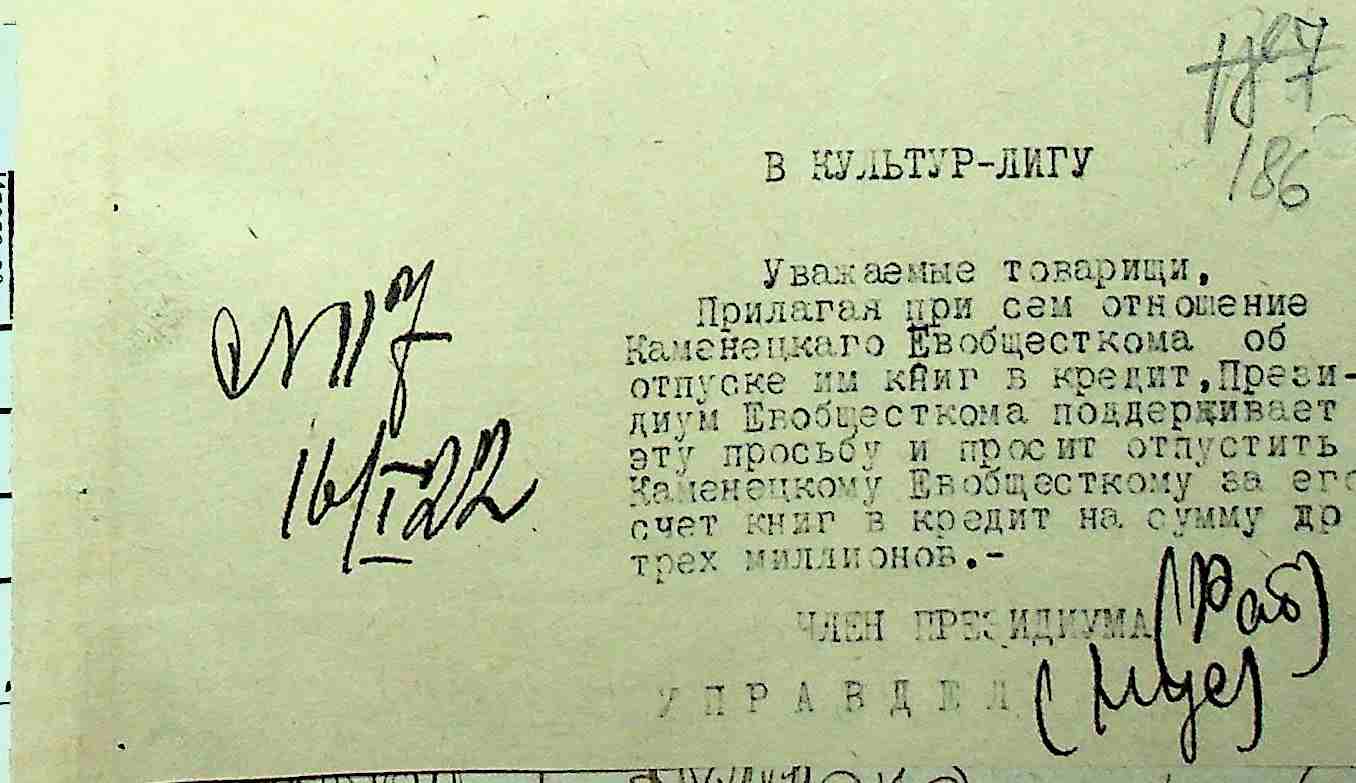 186
В КУЛЬТУР-ЛИГУ
Уважаемые товарищи,
Прилагая при сем отношение
Каменецкаго Евобщесткома об
отпуске им книг в кредит,Прези-
диум Евобщесткома поддерживает
эту просьбу и просит отпустить
Каменецкому Евобщесткому за его
счет книг в кредит на сумму до
трех миллионов.-
16/I 22
ЧЛЕН ПРЕЗИДИУМА (Раб)
УПРАВДЕЛ